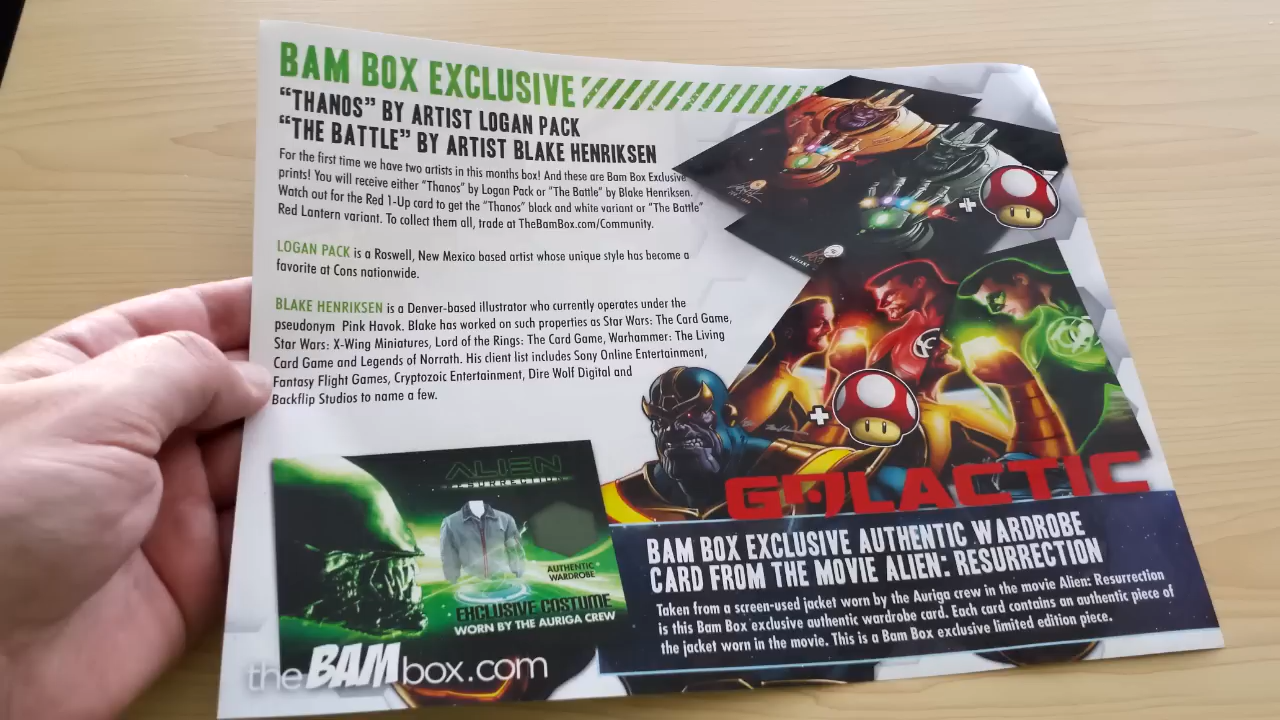 BAM BOX EXCLUSIVE
“THANOS” BY ARTIST LOGAN PACK
“THE BATTLE” BY ARTIST BLAKE HENRIKSEN
For the first time we have two artists in this months box! And these are Bam Box Exclusive
prints! You will receive either “Thanos” by Logan Pack or “The Battle” by Blake Henriksen.
Watch out for the Red 1-Up card to get the “Thanos” black and white variant or “The Battle”
Red Lantern variant. To collect them all, trade at TheBamBox.com/Community.
LOGAN PACK is a Roswell, New Mexico based artist whose unique style has become a
favorite at Cons nationwide.
BLAKE HENRIKSEN is a Denver-based illustrator who currently operates under the
pseudonym Pink Havok. Blake has worked on such properties as Star Wars: The Card Game,
Star Wars: X-Wing Miniatures, Lord of the Rings: The Card Game, Warhammer: The Living
Card Game and Legends of Norrath. His client list includes Sony Online Entertainment,
Fantasy Flight Games, Cryptozoic Entertainment, Dire Wolf Digital and
Backflip Studios to name a few.
VARIANT
+
+
GALACTIC
ALIEN
RESURRECTION
AUTHENTIC
WARDROBE
EXCLUSIVE COSTUME
WORN BY THE AURIGA CREW
theBAMbox.com
BAM BOX EXCLUSIVE AUTHENTIC WARDROBE
CARD FROM THE MOVIE ALIEN: RESURRECTION
Taken from a screen-used jacket worn by the Auriga crew in the movie Alien: Resurrection
is this Bam Box exclusive authentic wardrobe card. Each card contains an authentic piece of
the jacket worn in the movie. This is a Bam Box exclusive limited edition piece.